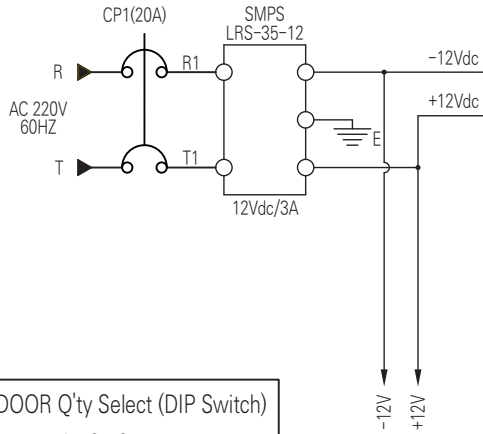 CP1(20A)
SMPS
LRS-35-12
R
R1
-12Vdc
+12Vdc
AC 220V
60HZ
E
T
T1
12Vdc/3A
-12V
+12V
DOOR Q'ty Select (DIP Switch)